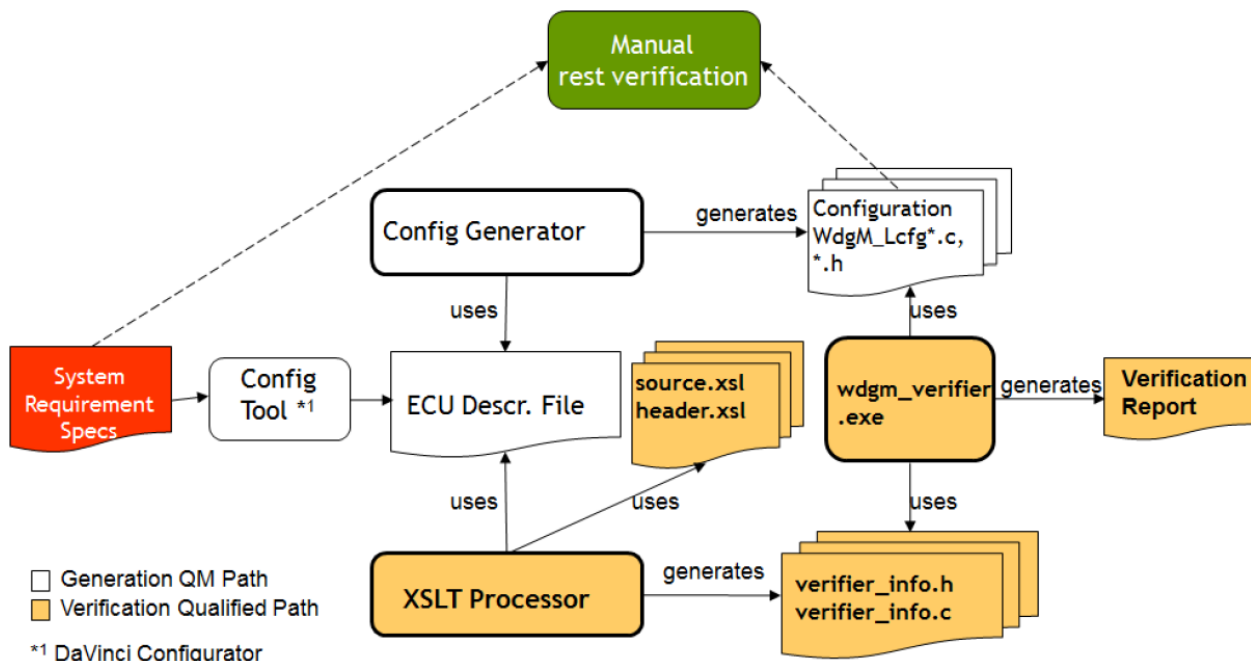 Manual
rest verification
Config Generator
generates
Configuration
WdgM_Lcfg*.c,
*.h
uses
uses
System
Requirement
Specs
Config
Tool *1
ECU Descr. File
source.xsl
header.xsl
wdgm_verifier
.exe
generates
Verification
Report
uses
uses
uses
XSLT Processor
generates
verifier_info.h
verifier_info.c
Generation QM Path
Verification Qualified Path
*1 DaVinci Configurator